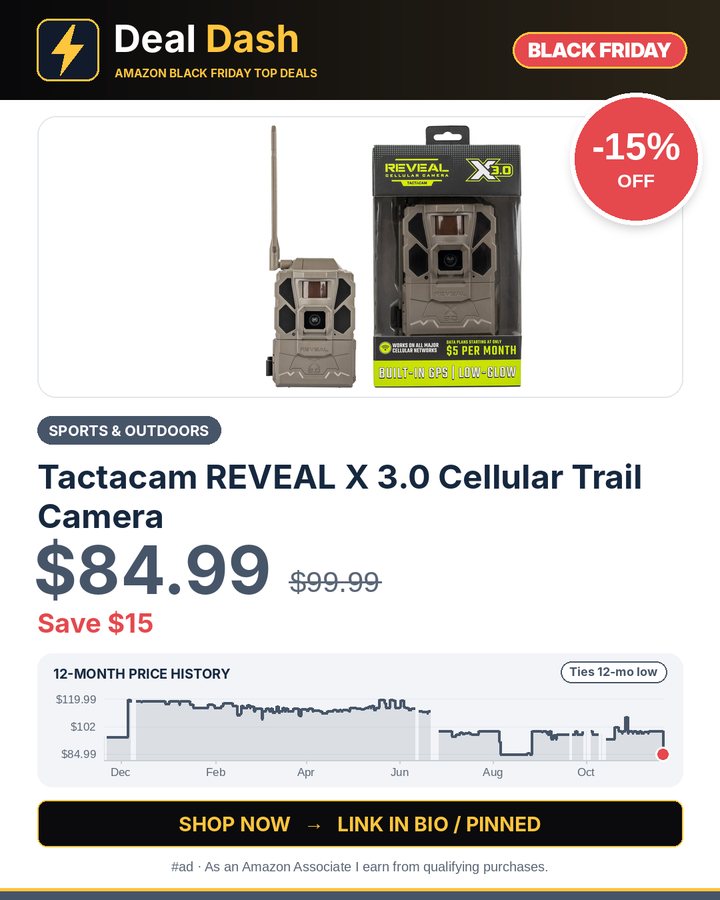 Deal Dash
AMAZON BLACK FRIDAY TOP DEALS
BLACK FRIDAY
-15%
OFF
REVEAL
CELLULAR CAMERA
TACTACAM
X3.0
REVEAL
REVEAL
WORKS ON ALL MAJOR
CELLULAR NETWORKS
DATA PLANS STARTING AT ONLY
$5 PER MONTH
BUILT-IN GPS | LOW-GLOW
SPORTS & OUTDOORS
Tactacam REVEAL X 3.0 Cellular Trail
Camera
$84.99 $99.99
Save $15
12-MONTH PRICE HISTORY
Ties 12-mo low
$119.99
$102
$84.99
Dec Feb Apr Jun Aug Oct
SHOP NOW → LINK IN BIO / PINNED
#ad · As an Amazon Associate I earn from qualifying purchases.